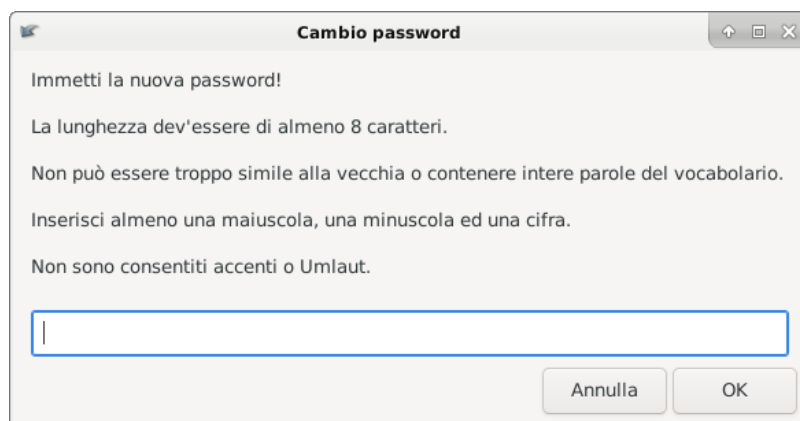 Cambio password
Immetti la nuova password!
La lunghezza dev'essere di almeno 8 caratteri.
Non può essere troppo simile alla vecchia o contenere intere parole del vocabolario.
Inserisci almeno una maiuscola, una minuscola ed una cifra.
Non sono consentiti accenti o Umlaut.
Annulla OK